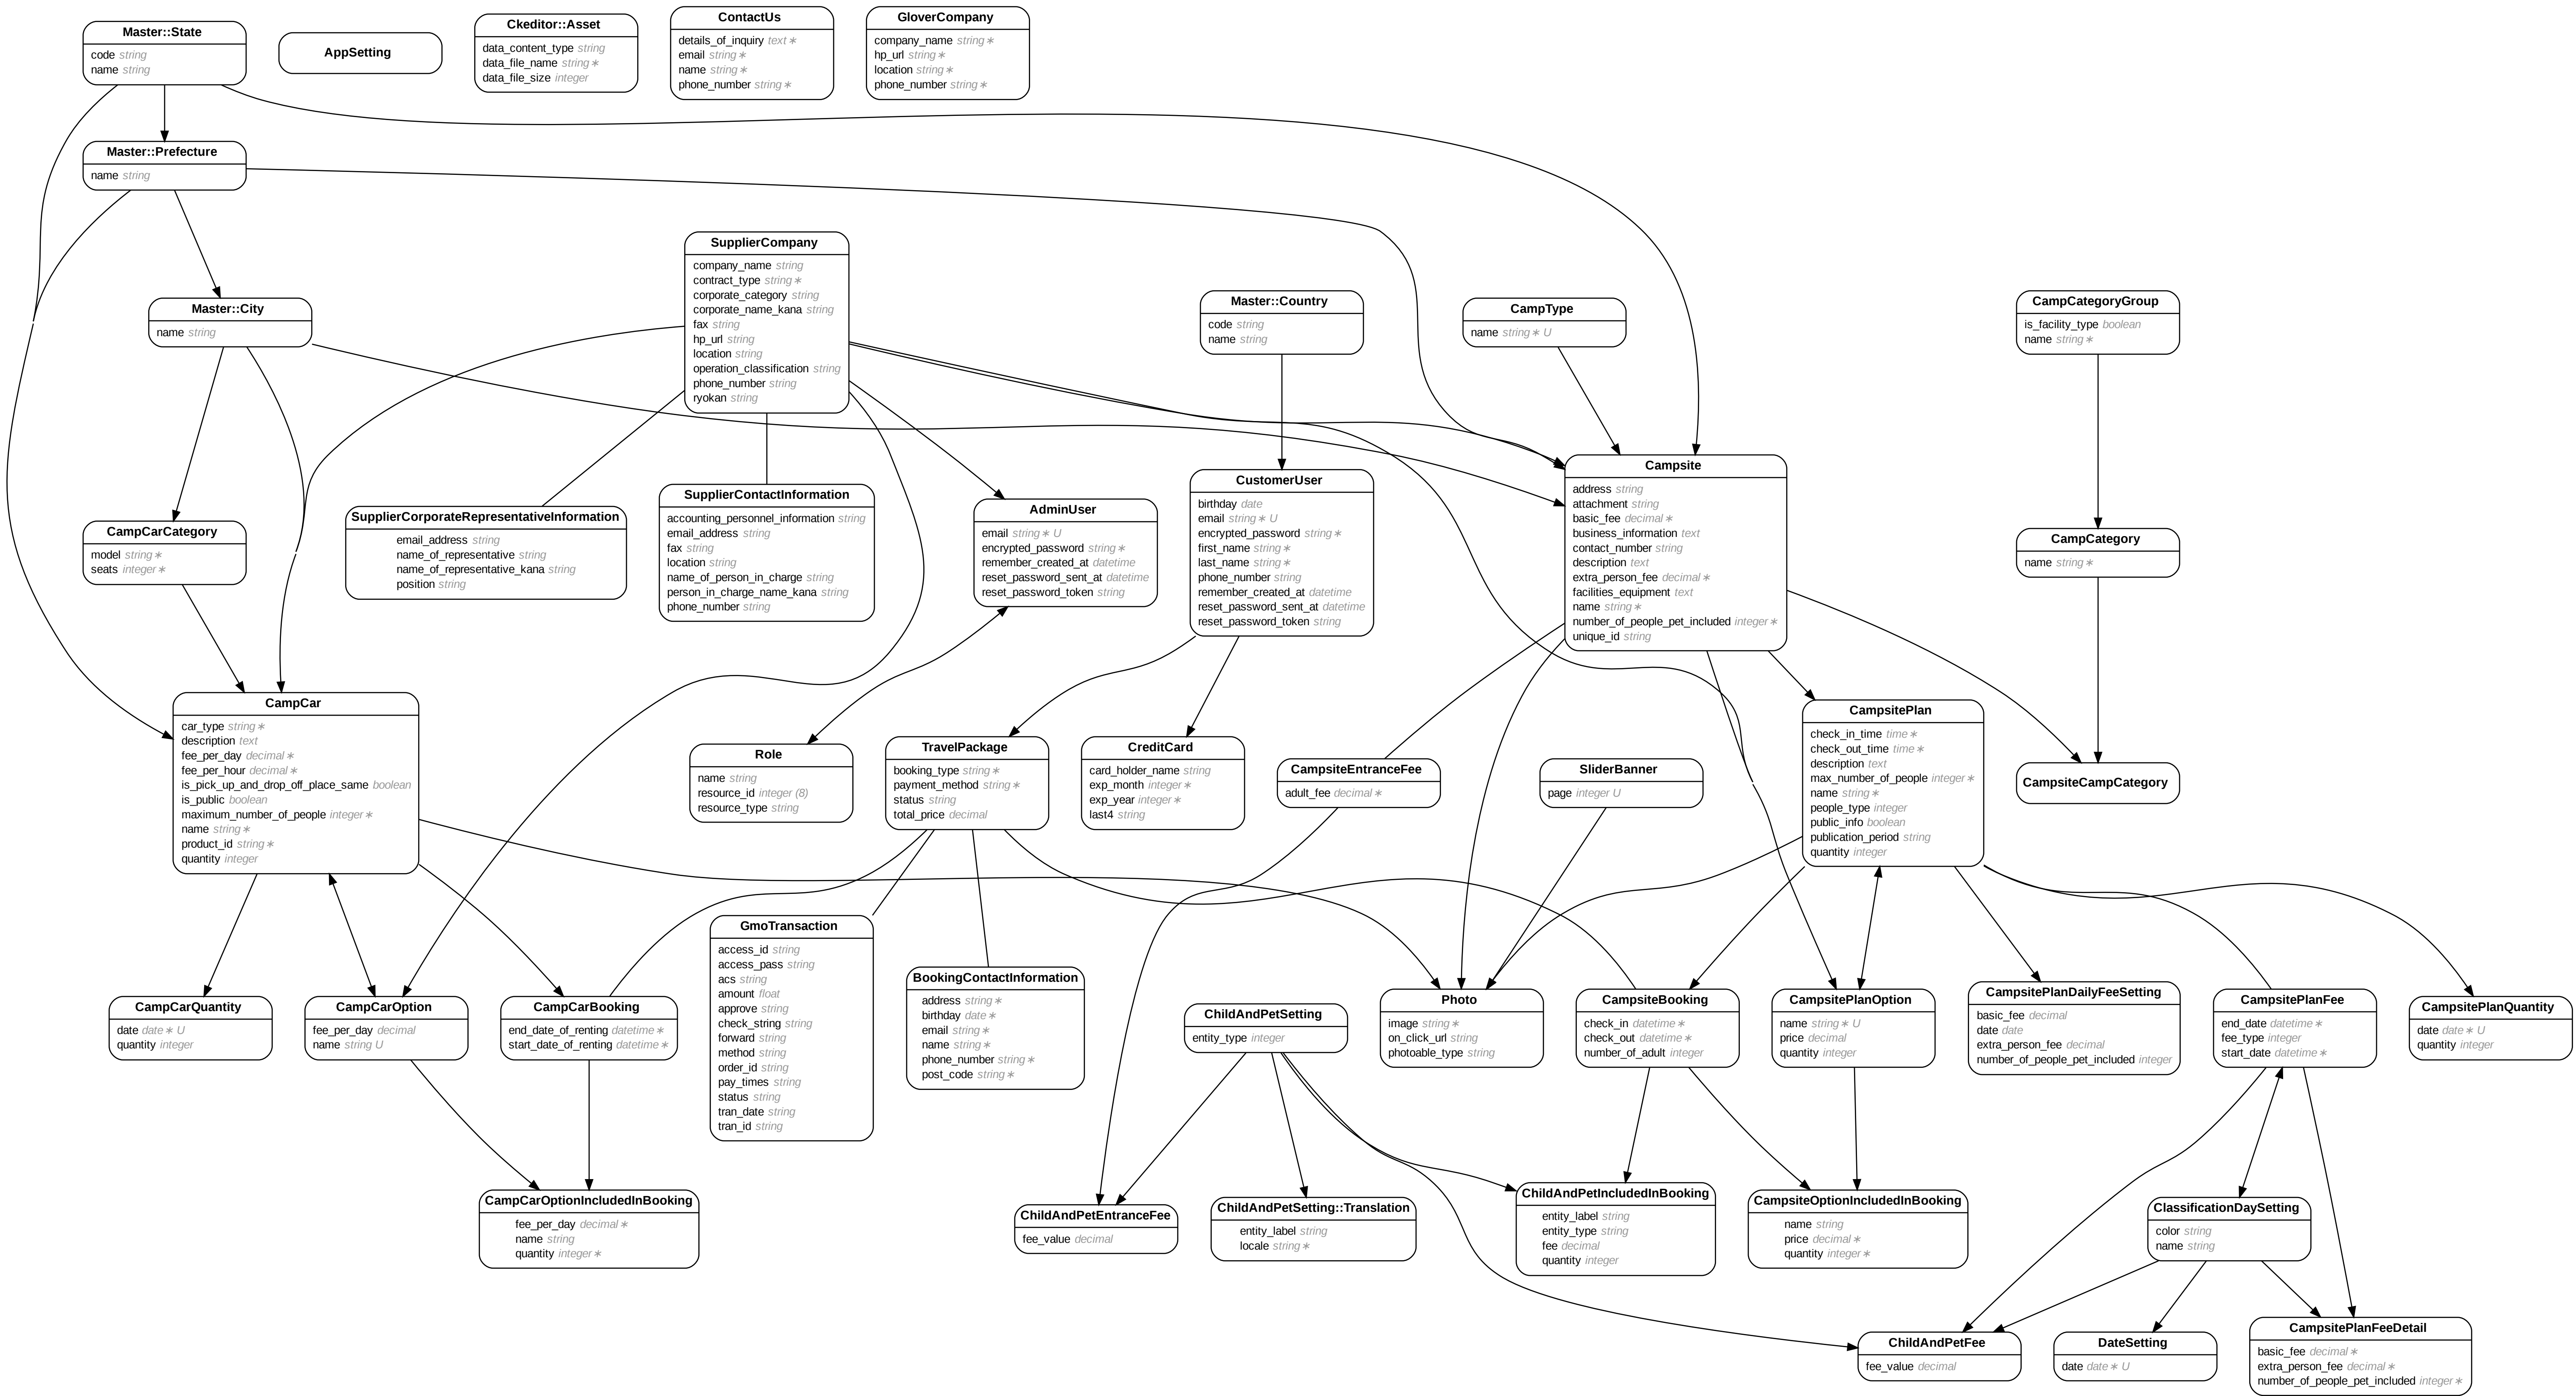 Master::State
code string
name string
AppSetting
Ckeditor::Asset
data_content_type string
data_file_name string∗
data_file_size integer
ContactUs
details_of_inquiry text∗
email string∗
name string∗
phone_number string∗
GloverCompany
company_name string∗
hp_url string∗
location string∗
phone_number string∗
Master::Prefecture
name string
Master::City
name string
SupplierCompany
company_name string
contract_type string∗
corporate_category string
corporate_name_kana string
fax string
hp_url string
location string
operation_classification string
phone_number string
ryokan string
Master::Country
code string
name string
CampType
name string∗ U
CampCategoryGroup
is_facility_type boolean
name string∗
CampCarCategory
model string∗
seats integer∗
SupplierCorporateRepresentativeInformation
email_address string
name_of_representative string
name_of_representative_kana string
position string
SupplierContactInformation
accounting_personnel_information string
email_address string
fax string
location string
name_of_person_in_charge string
person_in_charge_name_kana string
phone_number string
AdminUser
email string∗ U
encrypted_password string∗
remember_created_at datetime
reset_password_sent_at datetime
reset_password_token string
CustomerUser
birthday date
email string∗ U
encrypted_password string∗
first_name string∗
last_name string∗
phone_number string
remember_created_at datetime
reset_password_sent_at datetime
reset_password_token string
Campsite
address string
attachment string
basic_fee decimal∗
business_information text
contact_number string
description text
extra_person_fee decimal∗
facilities_equipment text
name string∗
number_of_people_pet_included integer∗
unique_id string
CampCategory
name string∗
CampCar
car_type string∗
description text
fee_per_day decimal∗
fee_per_hour decimal∗
is_pick_up_and_drop_off_place_same boolean
is_public boolean
maximum_number_of_people integer∗
name string∗
product_id string∗
quantity integer
Role
name string
resource_id integer (8)
resource_type string
TravelPackage
booking_type string∗
payment_method string∗
status string
total_price decimal
CreditCard
card_holder_name string
exp_month integer∗
exp_year integer∗
last4 string
CampsiteEntranceFee
adult_fee decimal∗
SliderBanner
page integer U
CampsitePlan
check_in_time time∗
check_out_time time∗
description text
max_number_of_people integer∗
name string∗
people_type integer
public_info boolean
publication_period string
quantity integer
CampsiteCampCategory
CampCarQuantity
date date∗ U
quantity integer
CampCarOption
fee_per_day decimal
name string U
CampCarBooking
end_date_of_renting datetime∗
start_date_of_renting datetime∗
GmoTransaction
access_id string
access_pass string
acs string
amount float
approve string
check_string string
forward string
method string
order_id string
pay_times string
status string
tran_date string
tran_id string
BookingContactInformation
address string∗
birthday date∗
email string∗
name string∗
phone_number string∗
post_code string∗
ChildAndPetSetting
entity_type integer
Photo
image string∗
on_click_url string
photoable_type string
CampsiteBooking
check_in datetime∗
check_out datetime∗
number_of_adult integer
CampsitePlanOption
name string∗ U
price decimal
quantity integer
CampsitePlanDailyFeeSetting
basic_fee decimal
date date
extra_person_fee decimal
number_of_people_pet_included integer
CampsitePlanFee
end_date datetime∗
fee_type integer
start_date datetime∗
CampsitePlanQuantity
date date∗ U
quantity integer
CampCarOptionIncludedInBooking
fee_per_day decimal∗
name string
quantity integer∗
ChildAndPetEntranceFee
fee_value decimal
ChildAndPetSetting::Translation
entity_label string
locale string∗
ChildAndPetIncludedInBooking
entity_label string
entity_type string
fee decimal
quantity integer
CampsiteOptionIncludedInBooking
name string
price decimal∗
quantity integer∗
ClassificationDaySetting
color string
name string
ChildAndPetFee
fee_value decimal
DateSetting
date date∗ U
CampsitePlanFeeDetail
basic_fee decimal∗
extra_person_fee decimal∗
number_of_people_pet_included integer∗